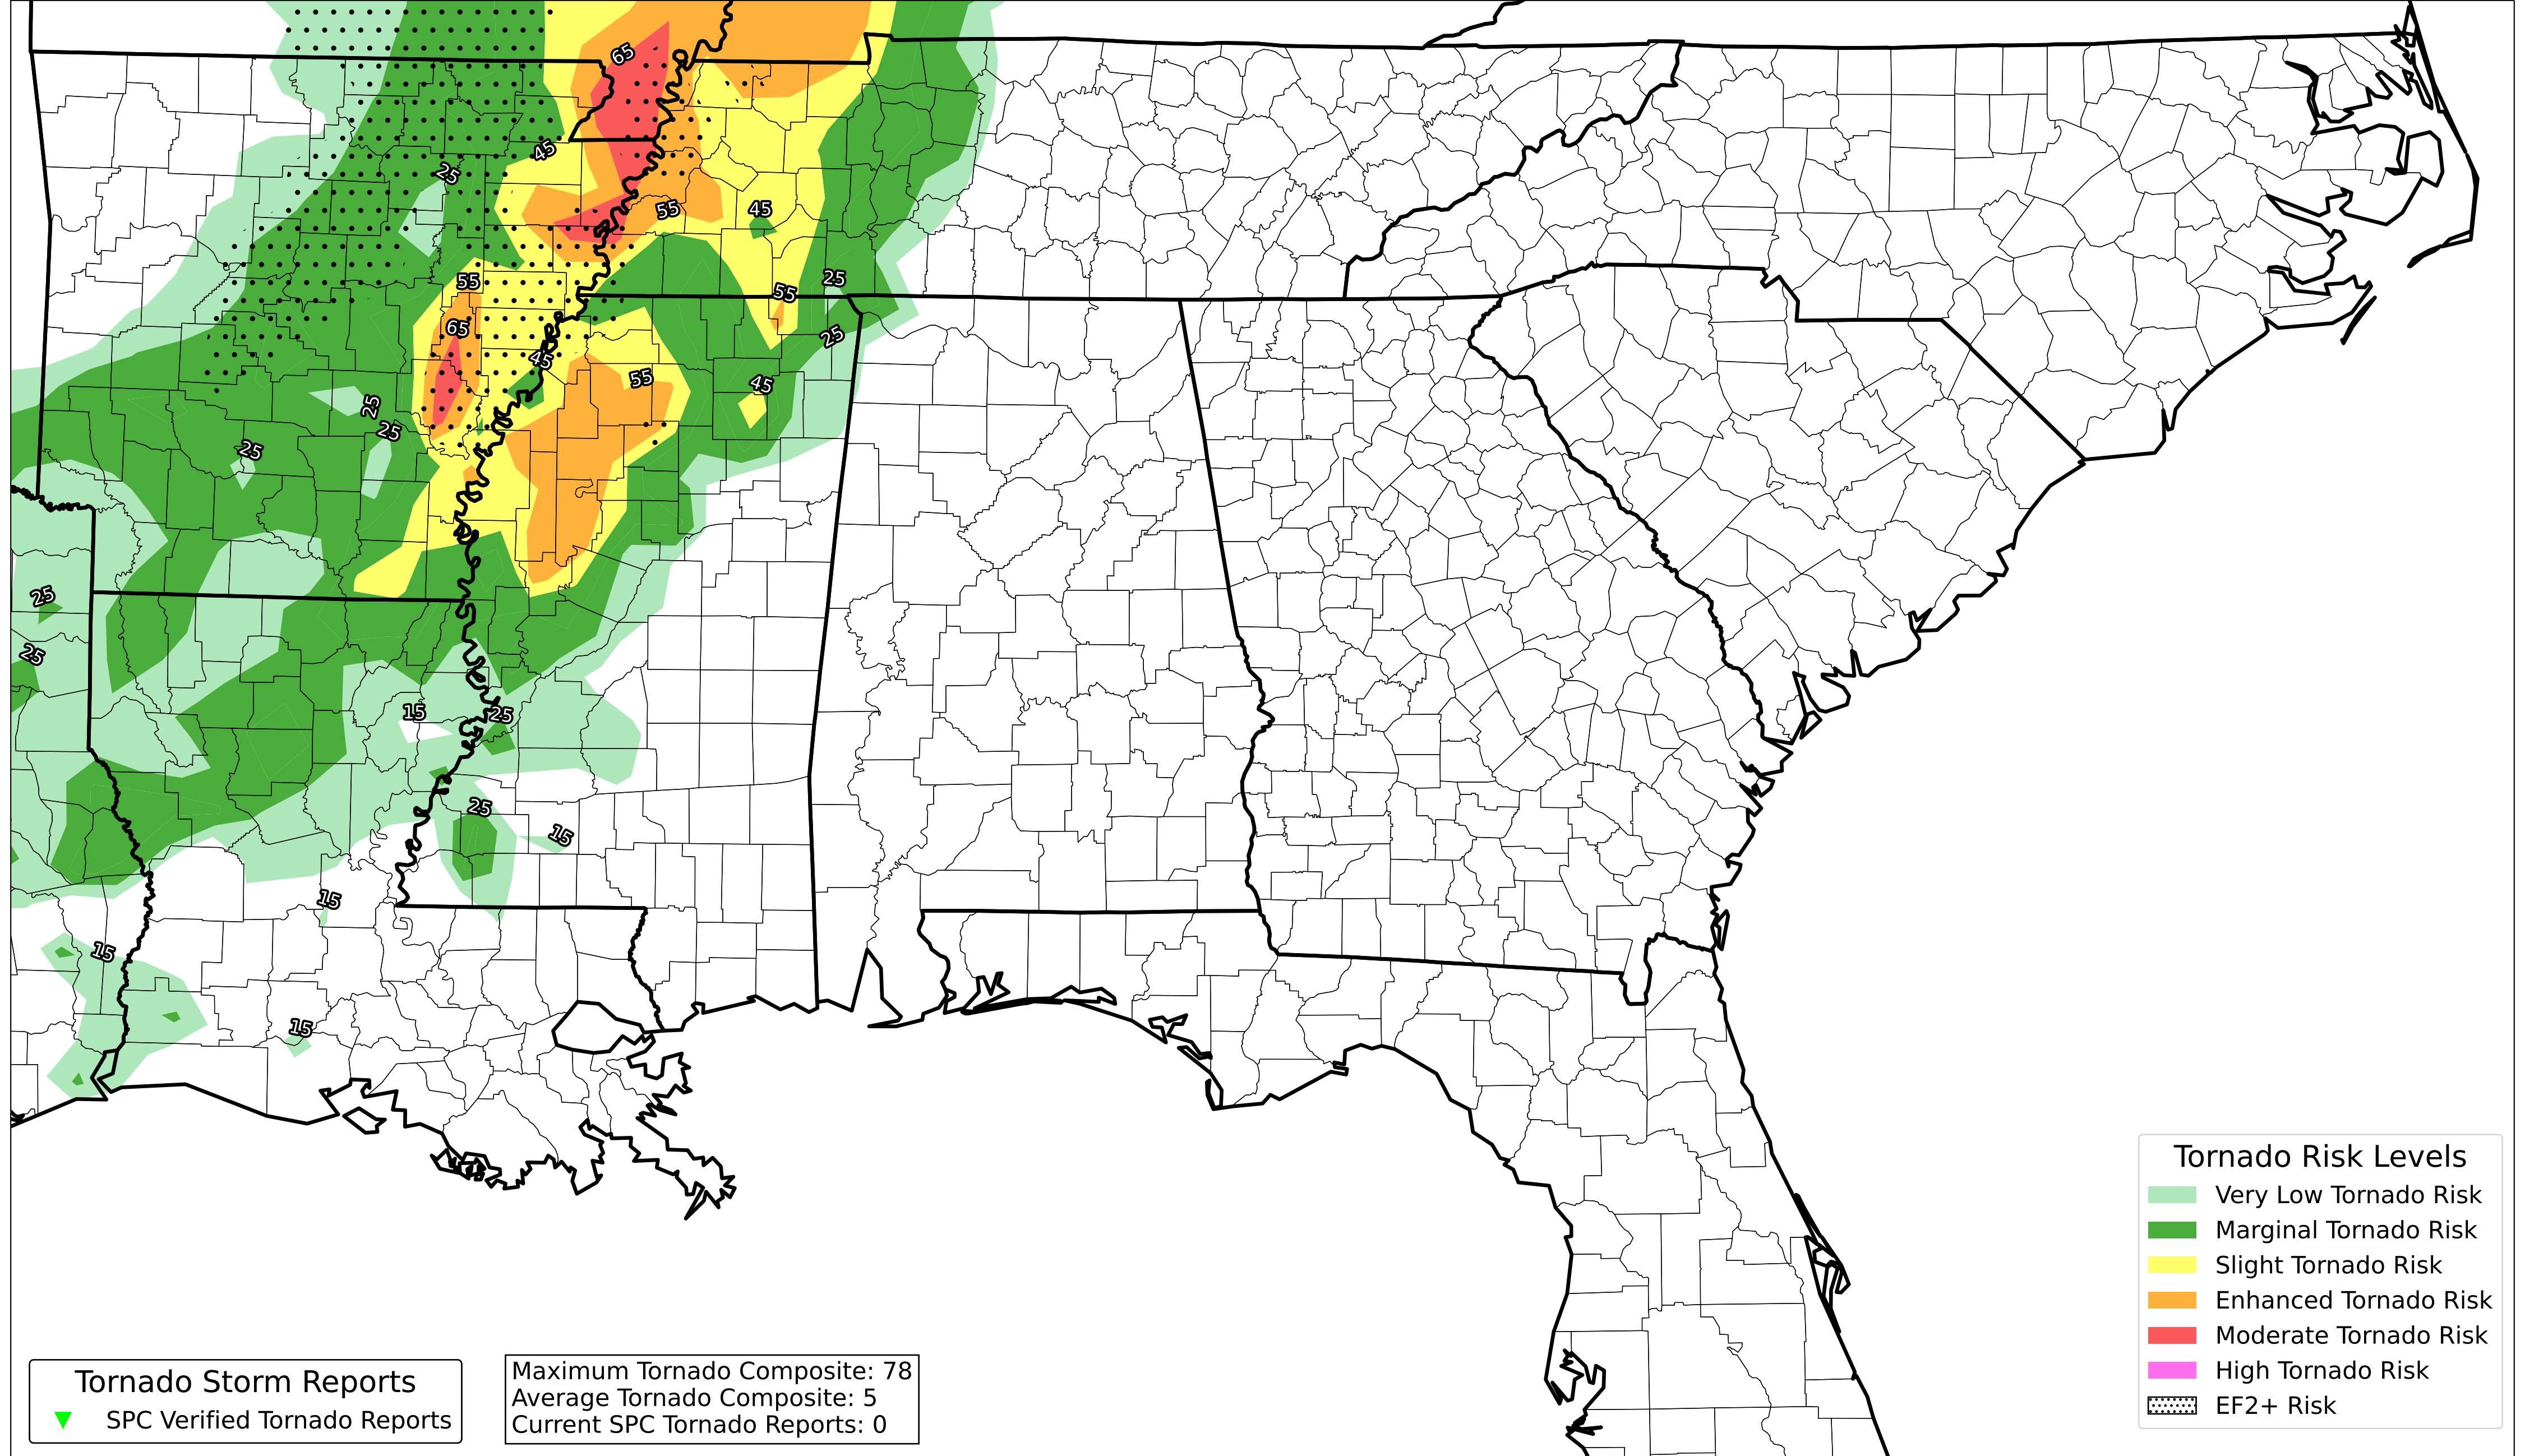 65
45
25
55
45
55
25
55
65
25
45
55
45
25
25
25
25
25
15
25
25
15
15
15
15
Tornado Risk Levels
Very Low Tornado Risk
Marginal Tornado Risk
Slight Tornado Risk
Enhanced Tornado Risk
Moderate Tornado Risk
High Tornado Risk
EF2+ Risk
Tornado Storm Reports
SPC Verified Tornado Reports
Maximum Tornado Composite: 78
Average Tornado Composite: 5
Current SPC Tornado Reports: 0